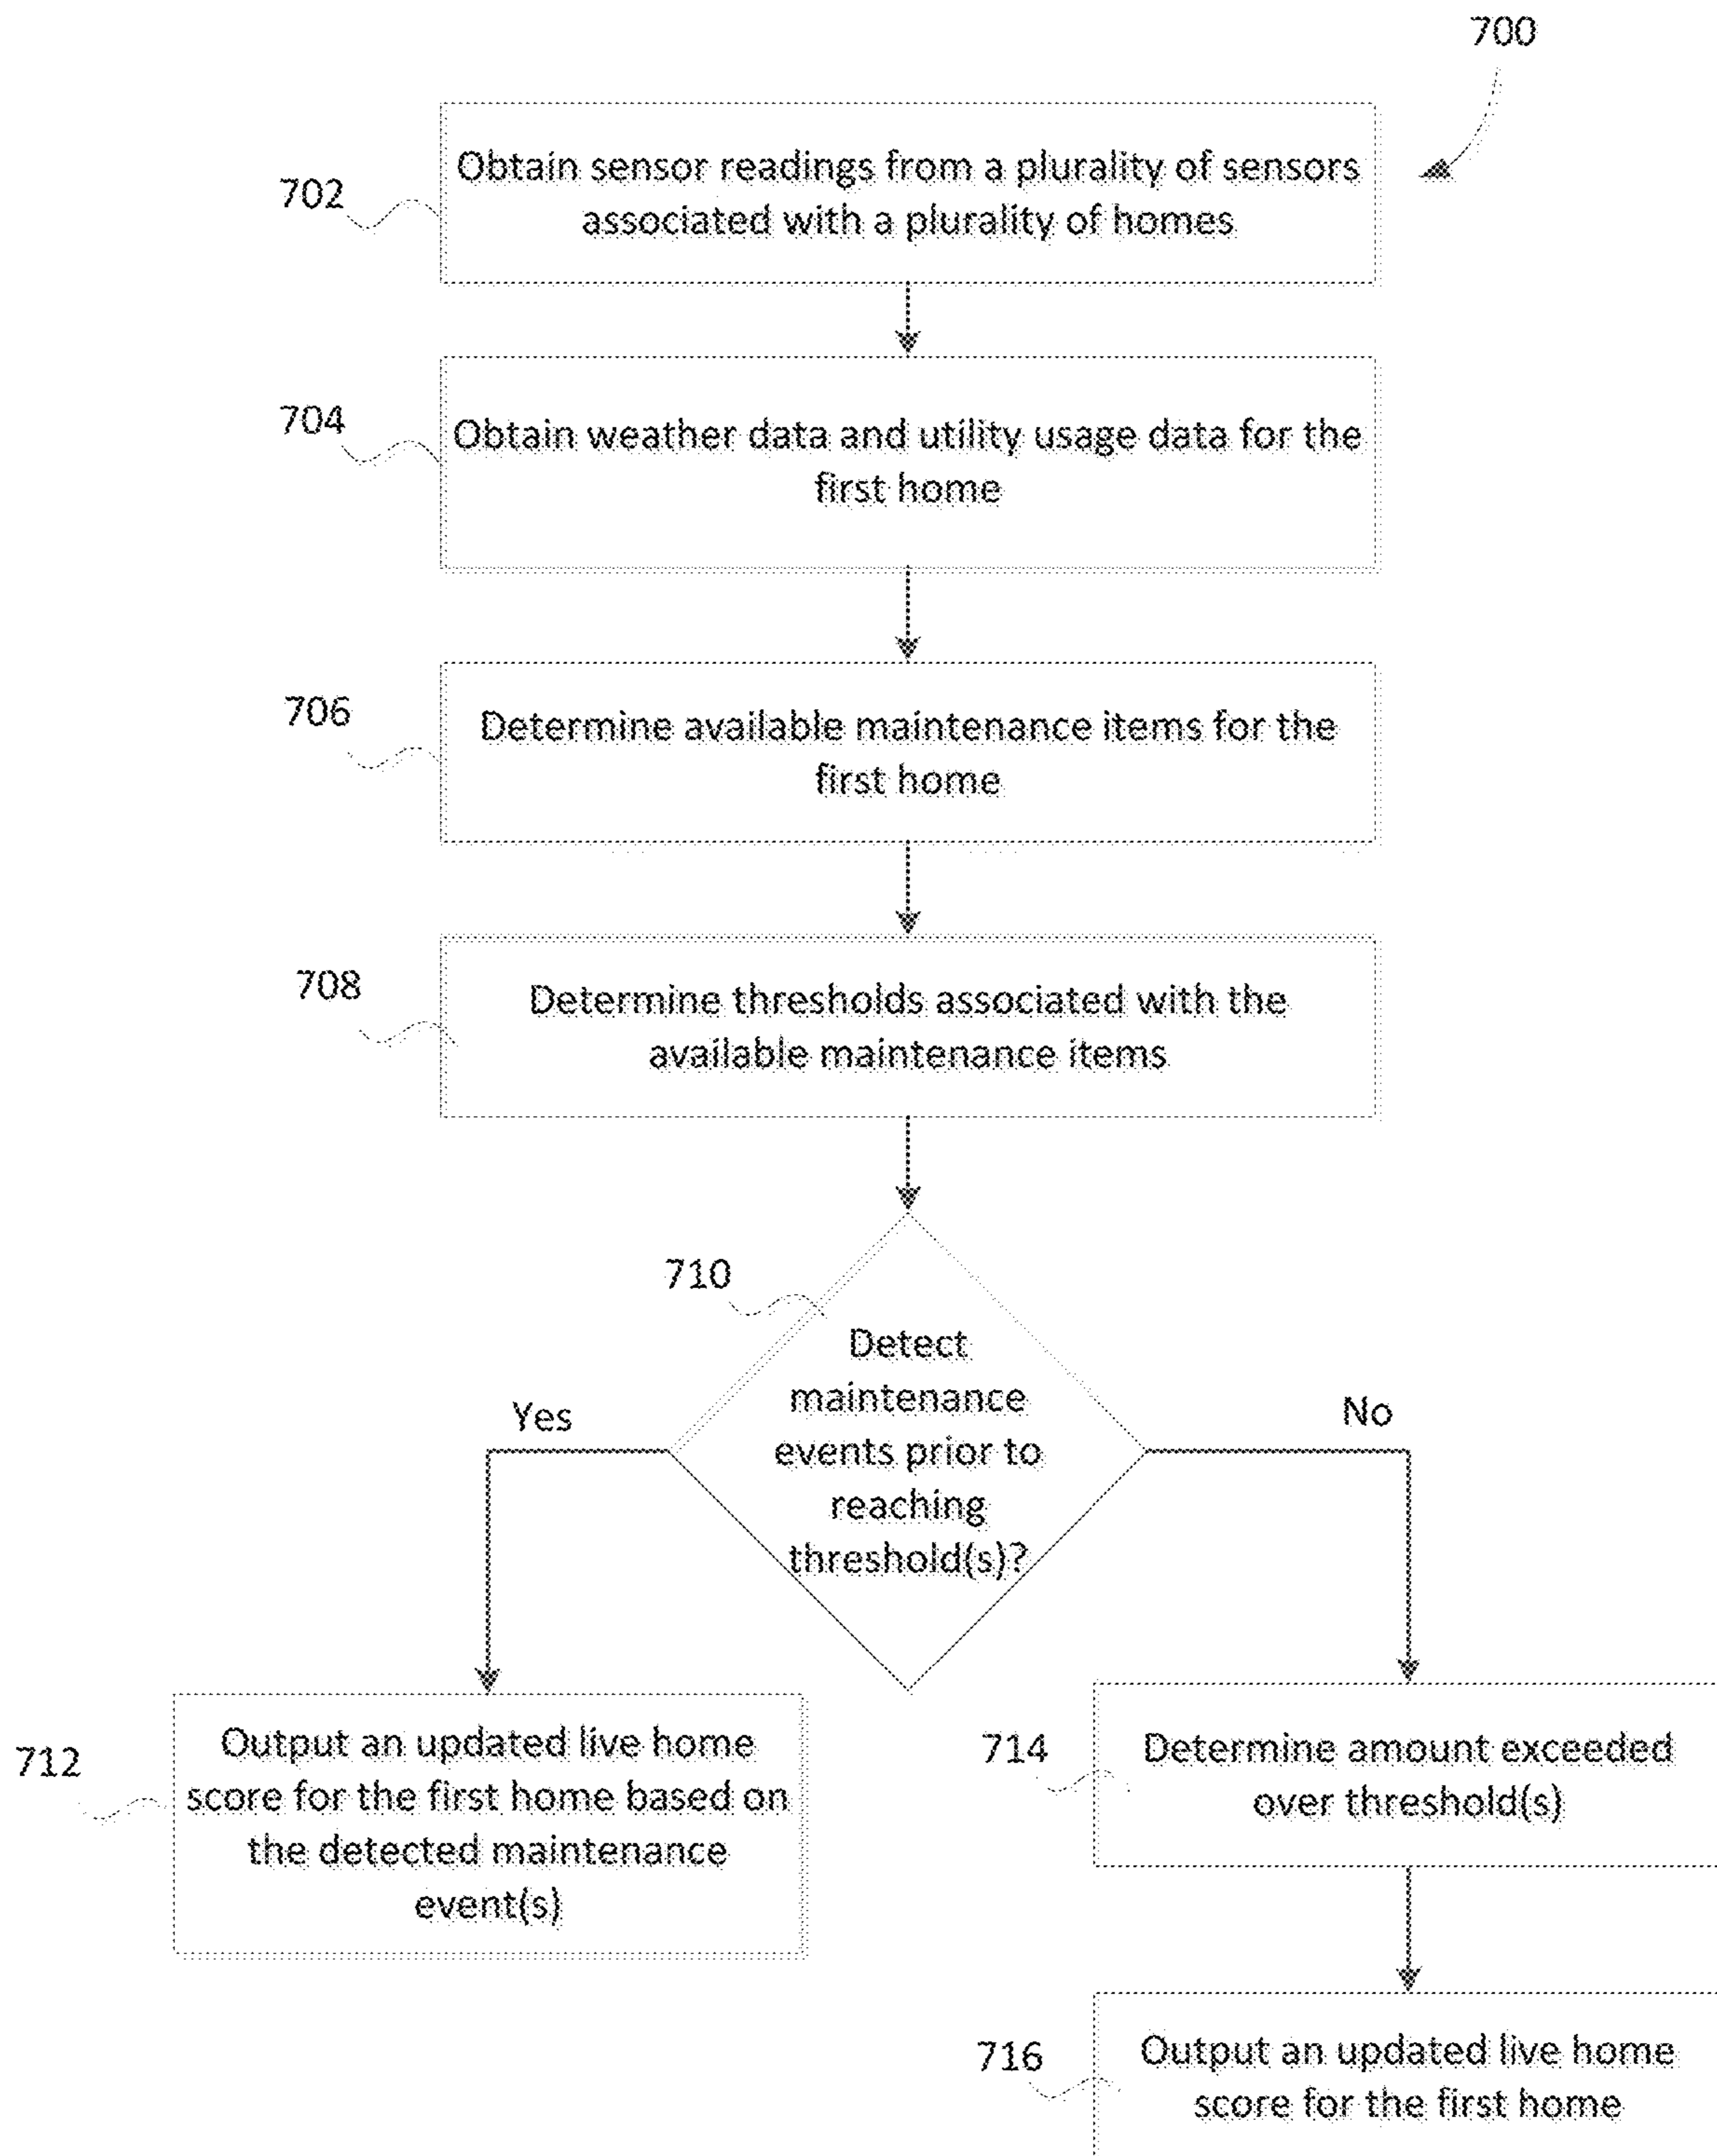 700
702
Obtain sensor readings from a plurality of sensors
associated with a plurality of homes
704
Obtain weather data and utility usage data for the
first home
706
Determine available maintenance items for the
first home
708
Determine thresholds associated with the
available maintenance items
710
Detect
maintenance
events prior to
reaching
threshold(s)?
Yes
No
712
Output an updated live home
score for the first home based on
the detected maintenance
event(s)
714
Determine amount exceeded
over threshold(s)
716
Output an updated live home
score for the first home